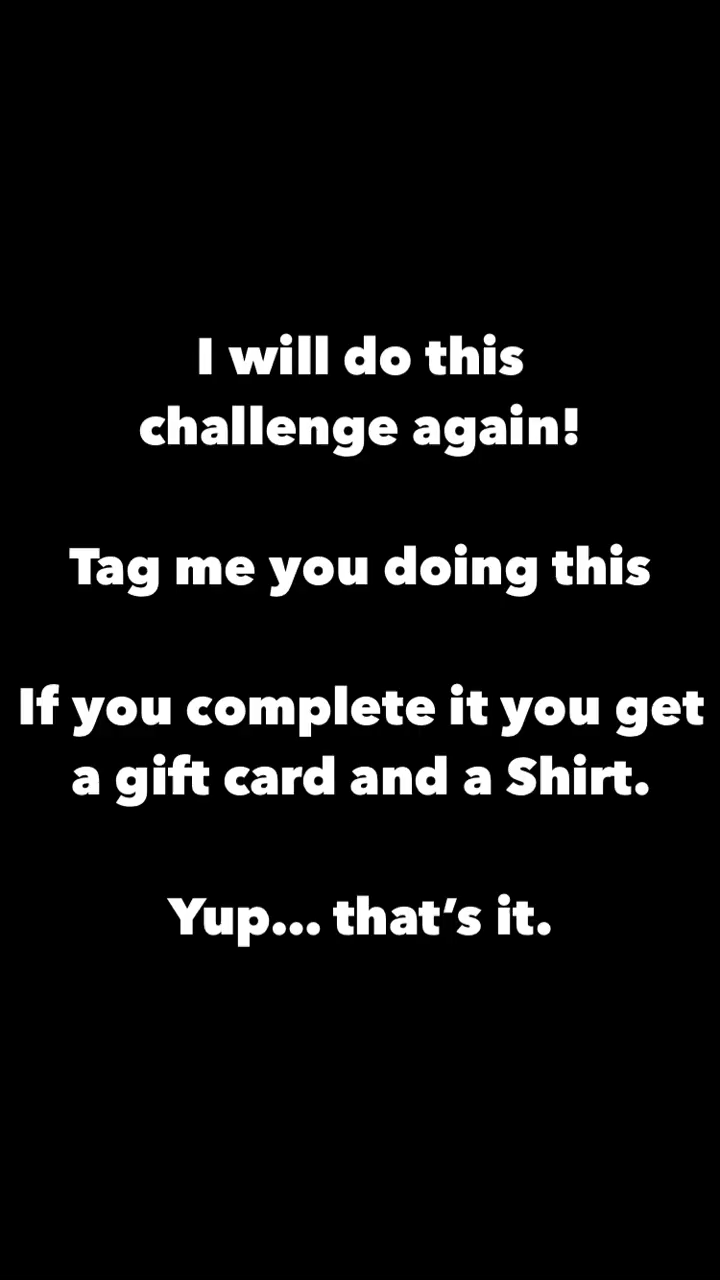 I will do this
challenge again!
Tag me you doing this
If you complete it you get
a gift card and a Shirt.
Yup... that's it.